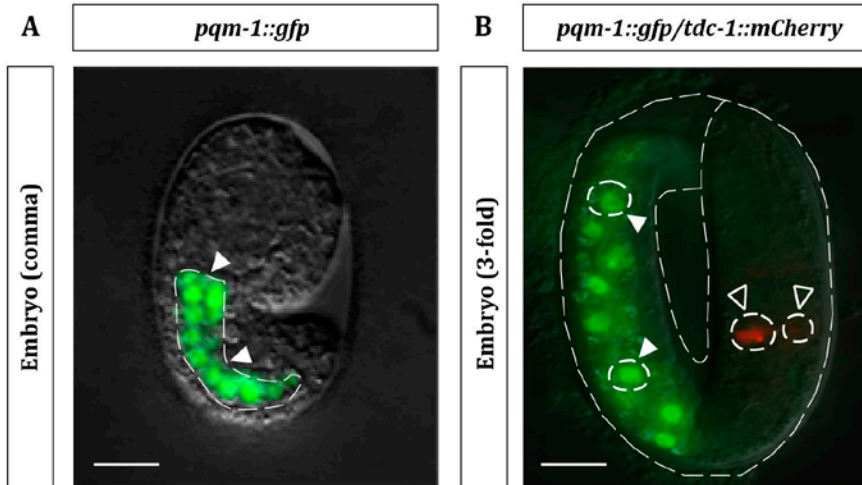 A
pqm-1::gfp
B
pqm-1::gfp/tdc-1::mCherry
Embryo (comma)
Embryo (3-fold)